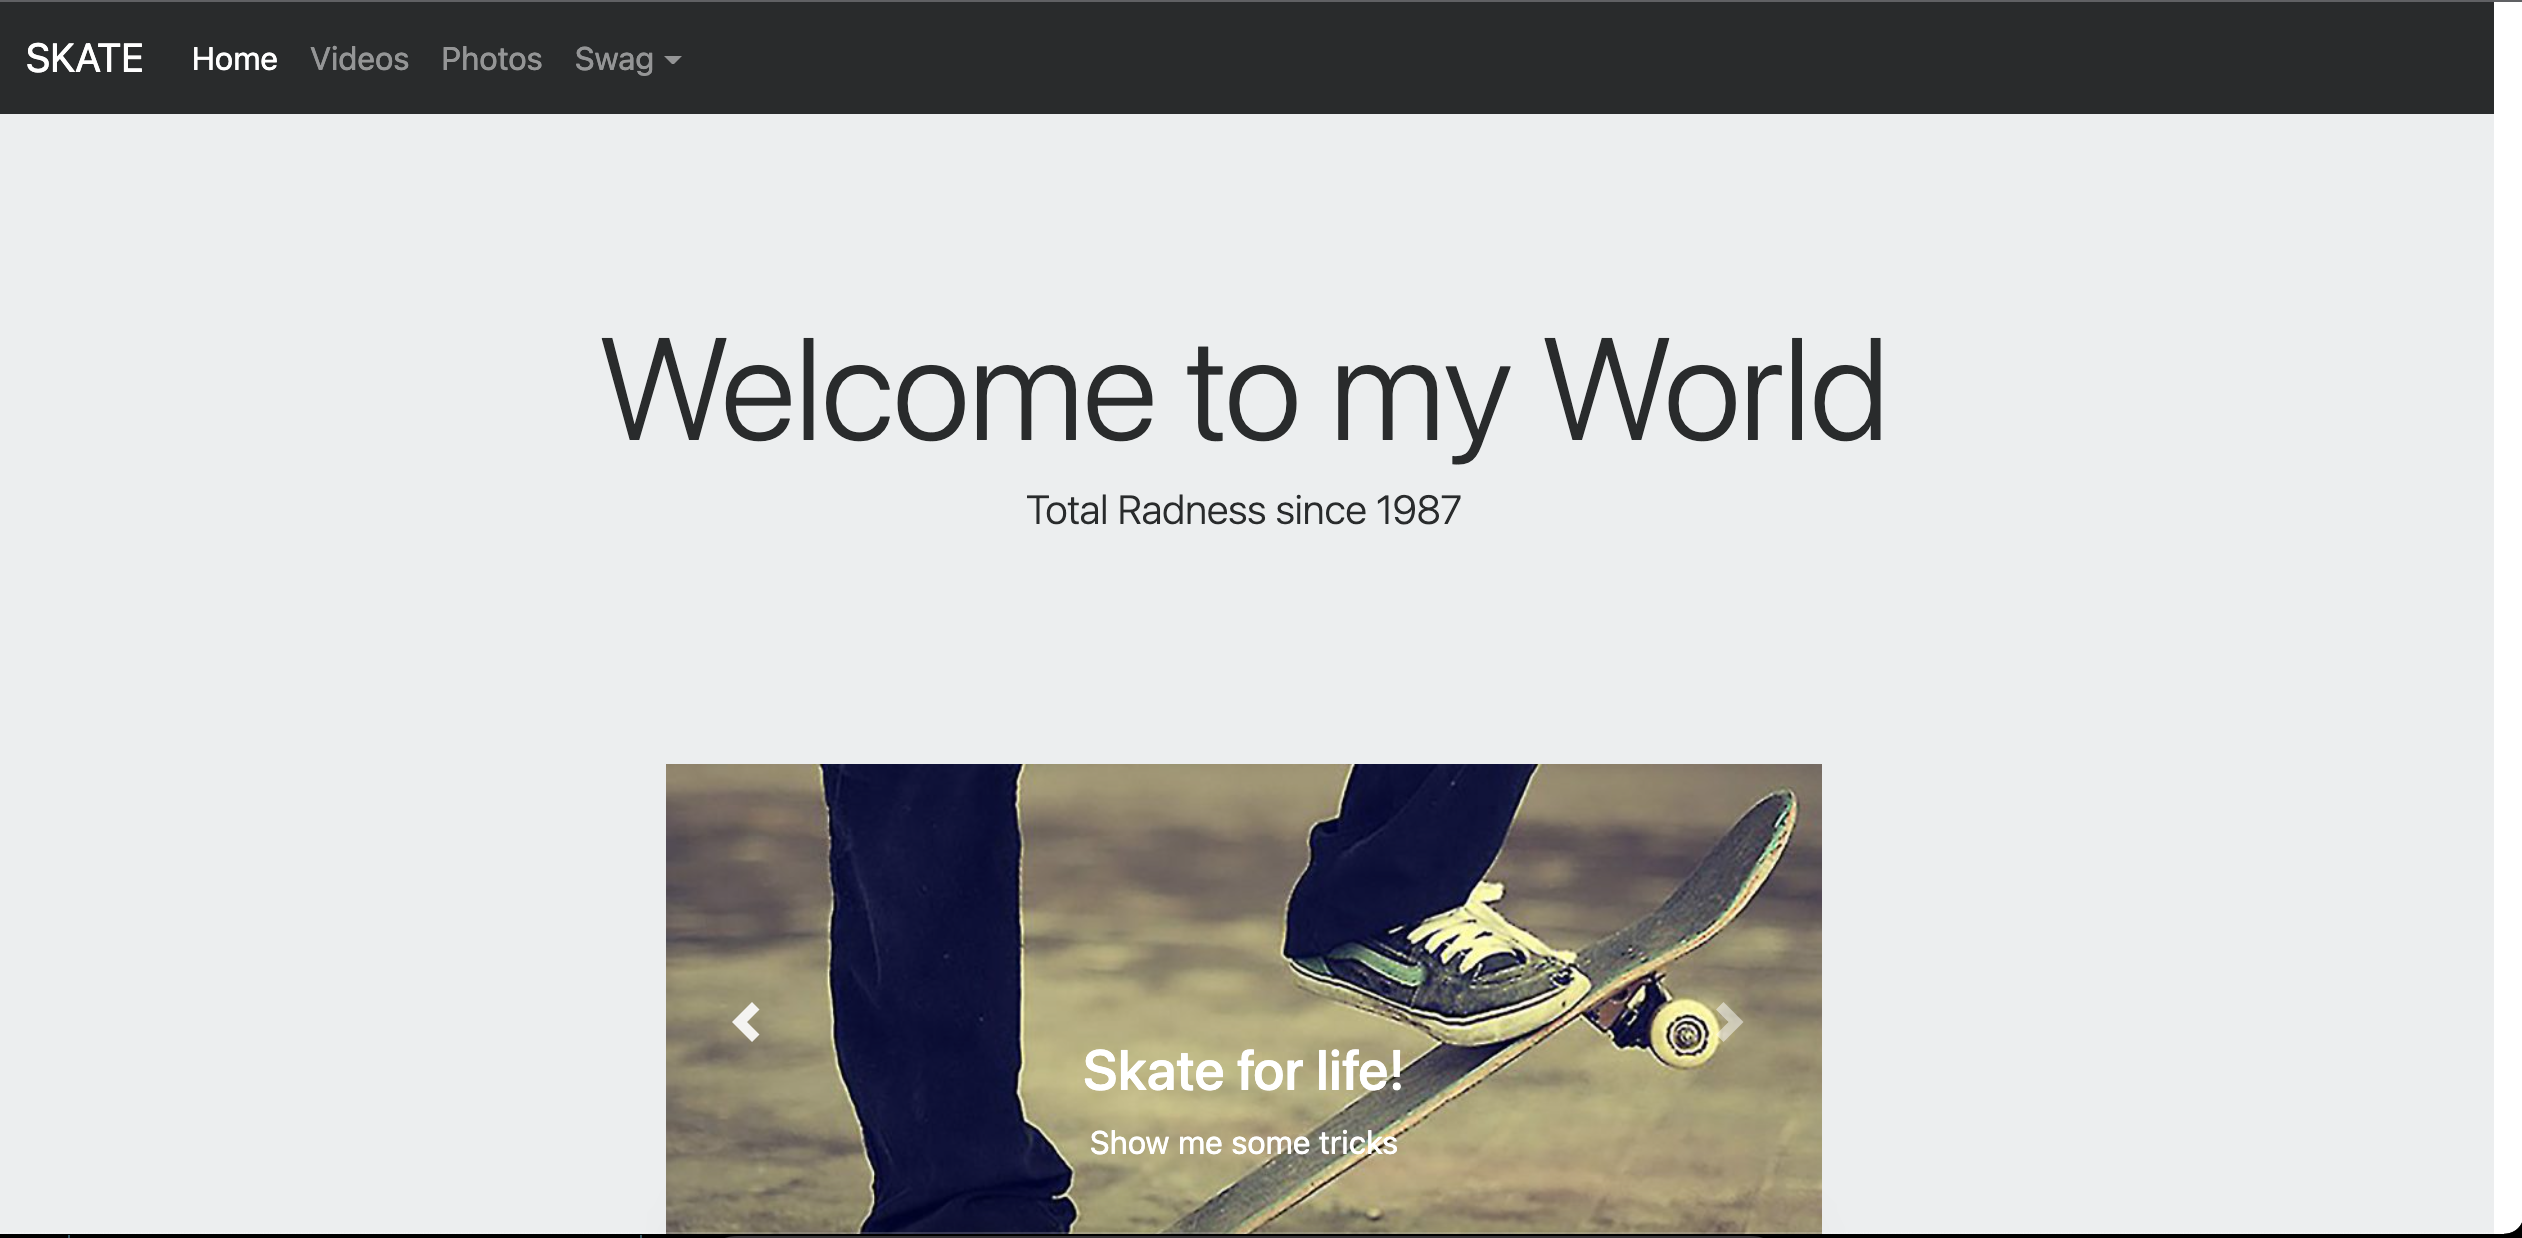 SKATE Home Videos Photos Swag
Welcome to my World
Total Radness since 1987
Skate for life!
Show me some tricks